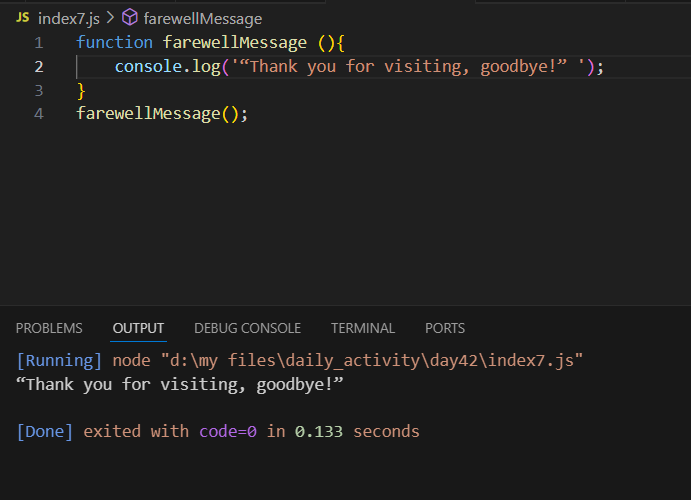 JS index7.js > farewellMessage
1 function farewellMessage (){
2 console.log('“Thank you for visiting, goodbye!” ');
3 }
4 farewellMessage();
PROBLEMS OUTPUT DEBUG CONSOLE TERMINAL PORTS
[Running] node "d:\my files\daily_activity\day42\index7.js"
“Thank you for visiting, goodbye!”
[Done] exited with code=0 in 0.133 seconds